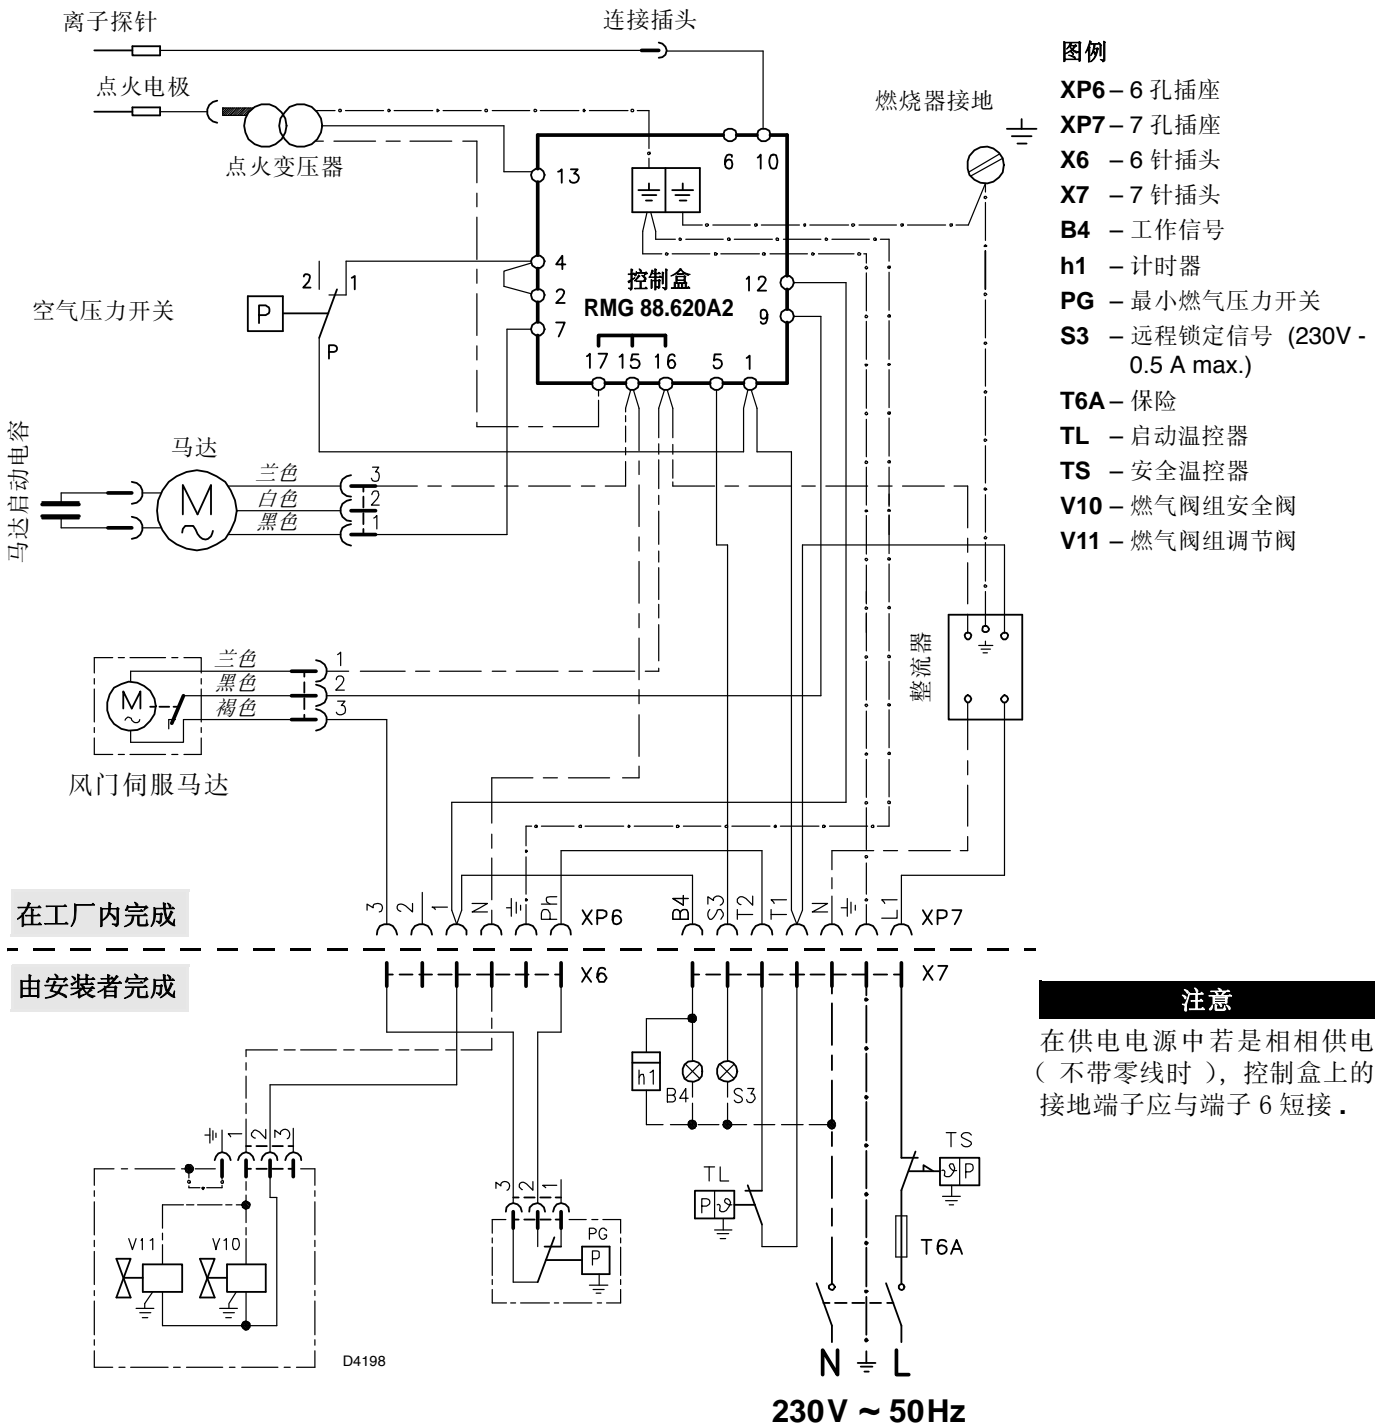 离子探针
连接插头
点火电极
点火变压器
燃烧器接地
6 10
13
4
2
7
12
9
控制盒
RMG 88.620A2
17 15 16 5 1
2 1
空气压力开关
P
P
马达启动电容
马达
M
兰色 3
白色 2
黑色 1
整流器
兰色 1
黑色 2
褐色 3
M
风门伺服马达
在工厂内完成
3 2 1 N Ph XP6
B4 S3 T2 T1 N L1 XP7
由安装者完成
X6
X7
h1
B4
S3
TS
ϑ P
TL
P ϑ
T6A
1 2 3
3 2 1
V11
V10
PG
P
D4198
N L
230V ~ 50Hz
图例
XP6 – 6 孔插座
XP7 – 7 孔插座
X6 – 6 针插头
X7 – 7 针插头
B4 – 工作信号
h1 – 计时器
PG – 最小燃气压力开关
S3 – 远程锁定信号 (230V -
0.5 A max.)
T6A – 保险
TL – 启动温控器
TS – 安全温控器
V10 – 燃气阀组安全阀
V11 – 燃气阀组调节阀
注意
在供电电源中若是相相供电
( 不带零线时 ), 控制盒上的
接地端子应与端子 6 短接 .